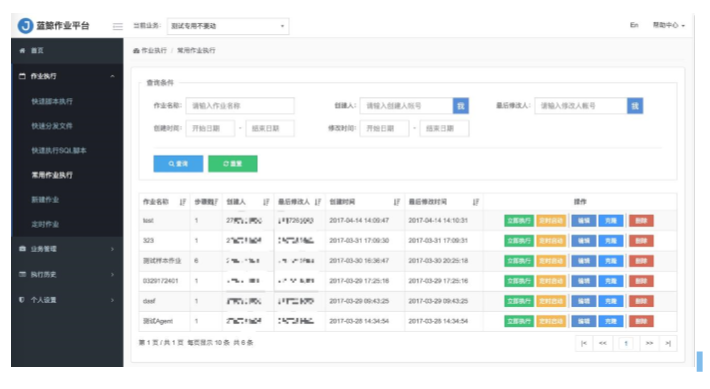 蓝鲸作业平台
当前业务: 测试专用不要动
En 帮助中心
首页
作业执行 / 常用作业执行
作业执行
快速脚本执行
快速分发文件
快速执行SQL脚本
常用作业执行
新建作业
定时作业
业务管理
执行历史
个人设置
查询条件
作业名称: 请输入作业名称 创建人: 请输入创建人账号 我 最后修改人: 请输入修改人账号 我
创建时间: 开始日期 - 结束日期 修改时间: 开始日期 - 结束日期
查询 重置
作业名称 步骤数 创建人 最后修改人 创建时间 最后修改时间 操作
test 1 2017-04-14 14:09:47 2017-04-14 14:10:31 立即执行 定时启动 编辑 克隆 删除
323 1 2017-03-31 17:09:30 2017-03-31 17:09:31 立即执行 定时启动 编辑 克隆 删除
测试样本作业 6 2017-03-30 16:36:47 2017-03-30 20:25:18 立即执行 定时启动 编辑 克隆 删除
0329172401 1 2017-03-29 17:25:16 2017-03-29 17:25:16 立即执行 定时启动 编辑 克隆 删除
1 2017-03-29 09:43:25 2017-03-29 09:43:25 立即执行 定时启动 编辑 克隆 删除
测试Agent 1 2017-03-28 14:34:54 2017-03-28 14:34:54 立即执行 定时启动 编辑 克隆 删除
第 1 页 / 共 1 页 每页显示 10 条 共 6 条 |< << 1 >> >|